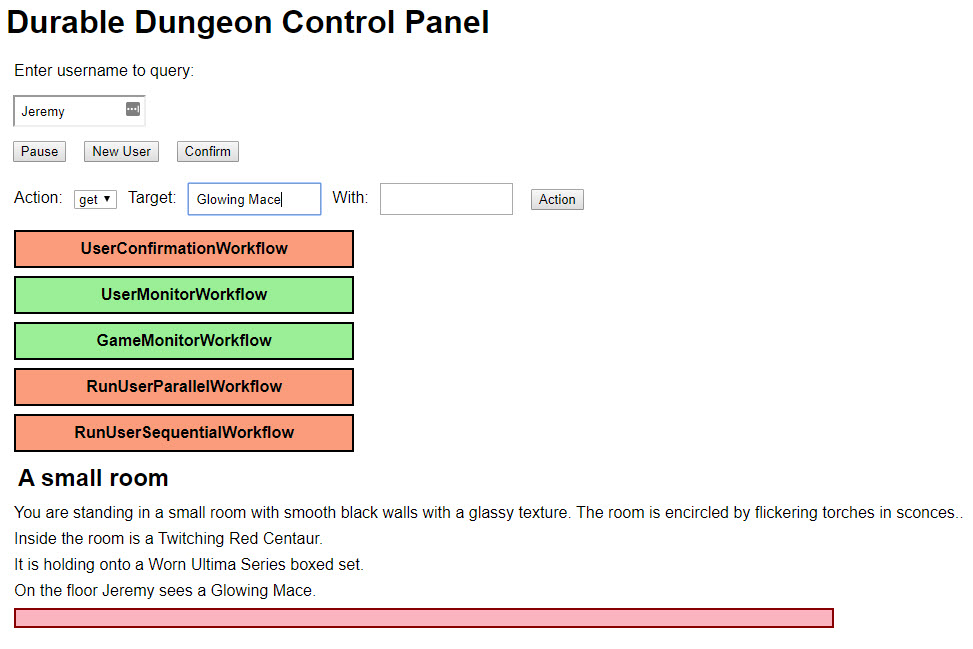 Durable Dungeon Control Panel
Enter username to query:
Jeremy
Pause New User Confirm
Action: get Target: Glowing Mace With: Action
UserConfirmationWorkflow
UserMonitorWorkflow
GameMonitorWorkflow
RunUserParallelWorkflow
RunUserSequentialWorkflow
A small room
You are standing in a small room with smooth black walls with a glassy texture. The room is encircled by flickering torches in sconces..
Inside the room is a Twitching Red Centaur.
It is holding onto a Worn Ultima Series boxed set.
On the floor Jeremy sees a Glowing Mace.